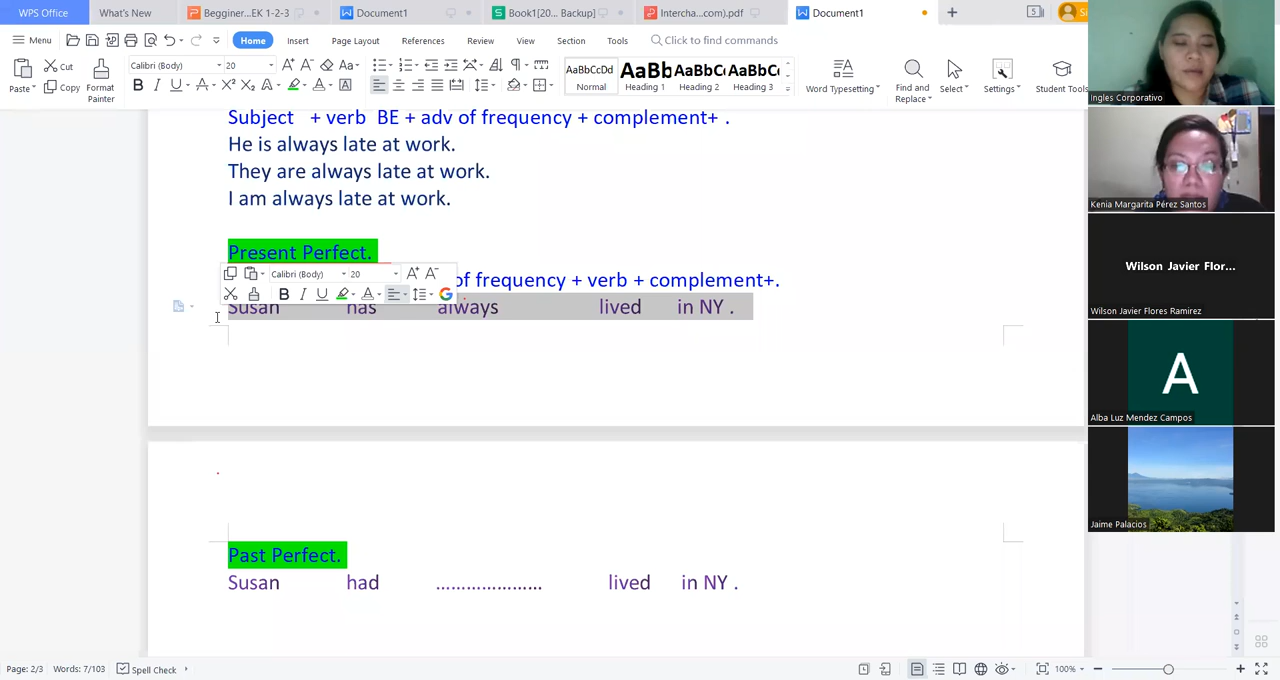 WPS Office What's New Begginer...EK 1-2-3 Document1 Book1[20... Backup] Intercha...com).pdf Document1
Menu Home Insert Page Layout References Review View Section Tools Click to find commands
Paste Cut Copy Format Painter Calibri (Body) 20 AaBbCcDd Normal AaBb Heading 1 AaBbC Heading 2 AaBbC Heading 3 Word Typesetting Find and Replace Select Settings Student Tools
Subject + verb BE + adv of frequency + complement+ .
He is always late at work.
They are always late at work.
I am always late at work.
Present Perfect.
Calibri (Body) 20
of frequency + verb + complement+.
Susan has always lived in NY .
.
Past Perfect.
Susan had ..................... lived in NY .
Page: 2/3 Words: 7/103 Spell Check 100%
Ingles Corporativo
Kenia Margarita Pérez Santos
Wilson Javier Flor...
Wilson Javier Flores Ramirez
A
Alba Luz Mendez Campos
Jaime Palacios